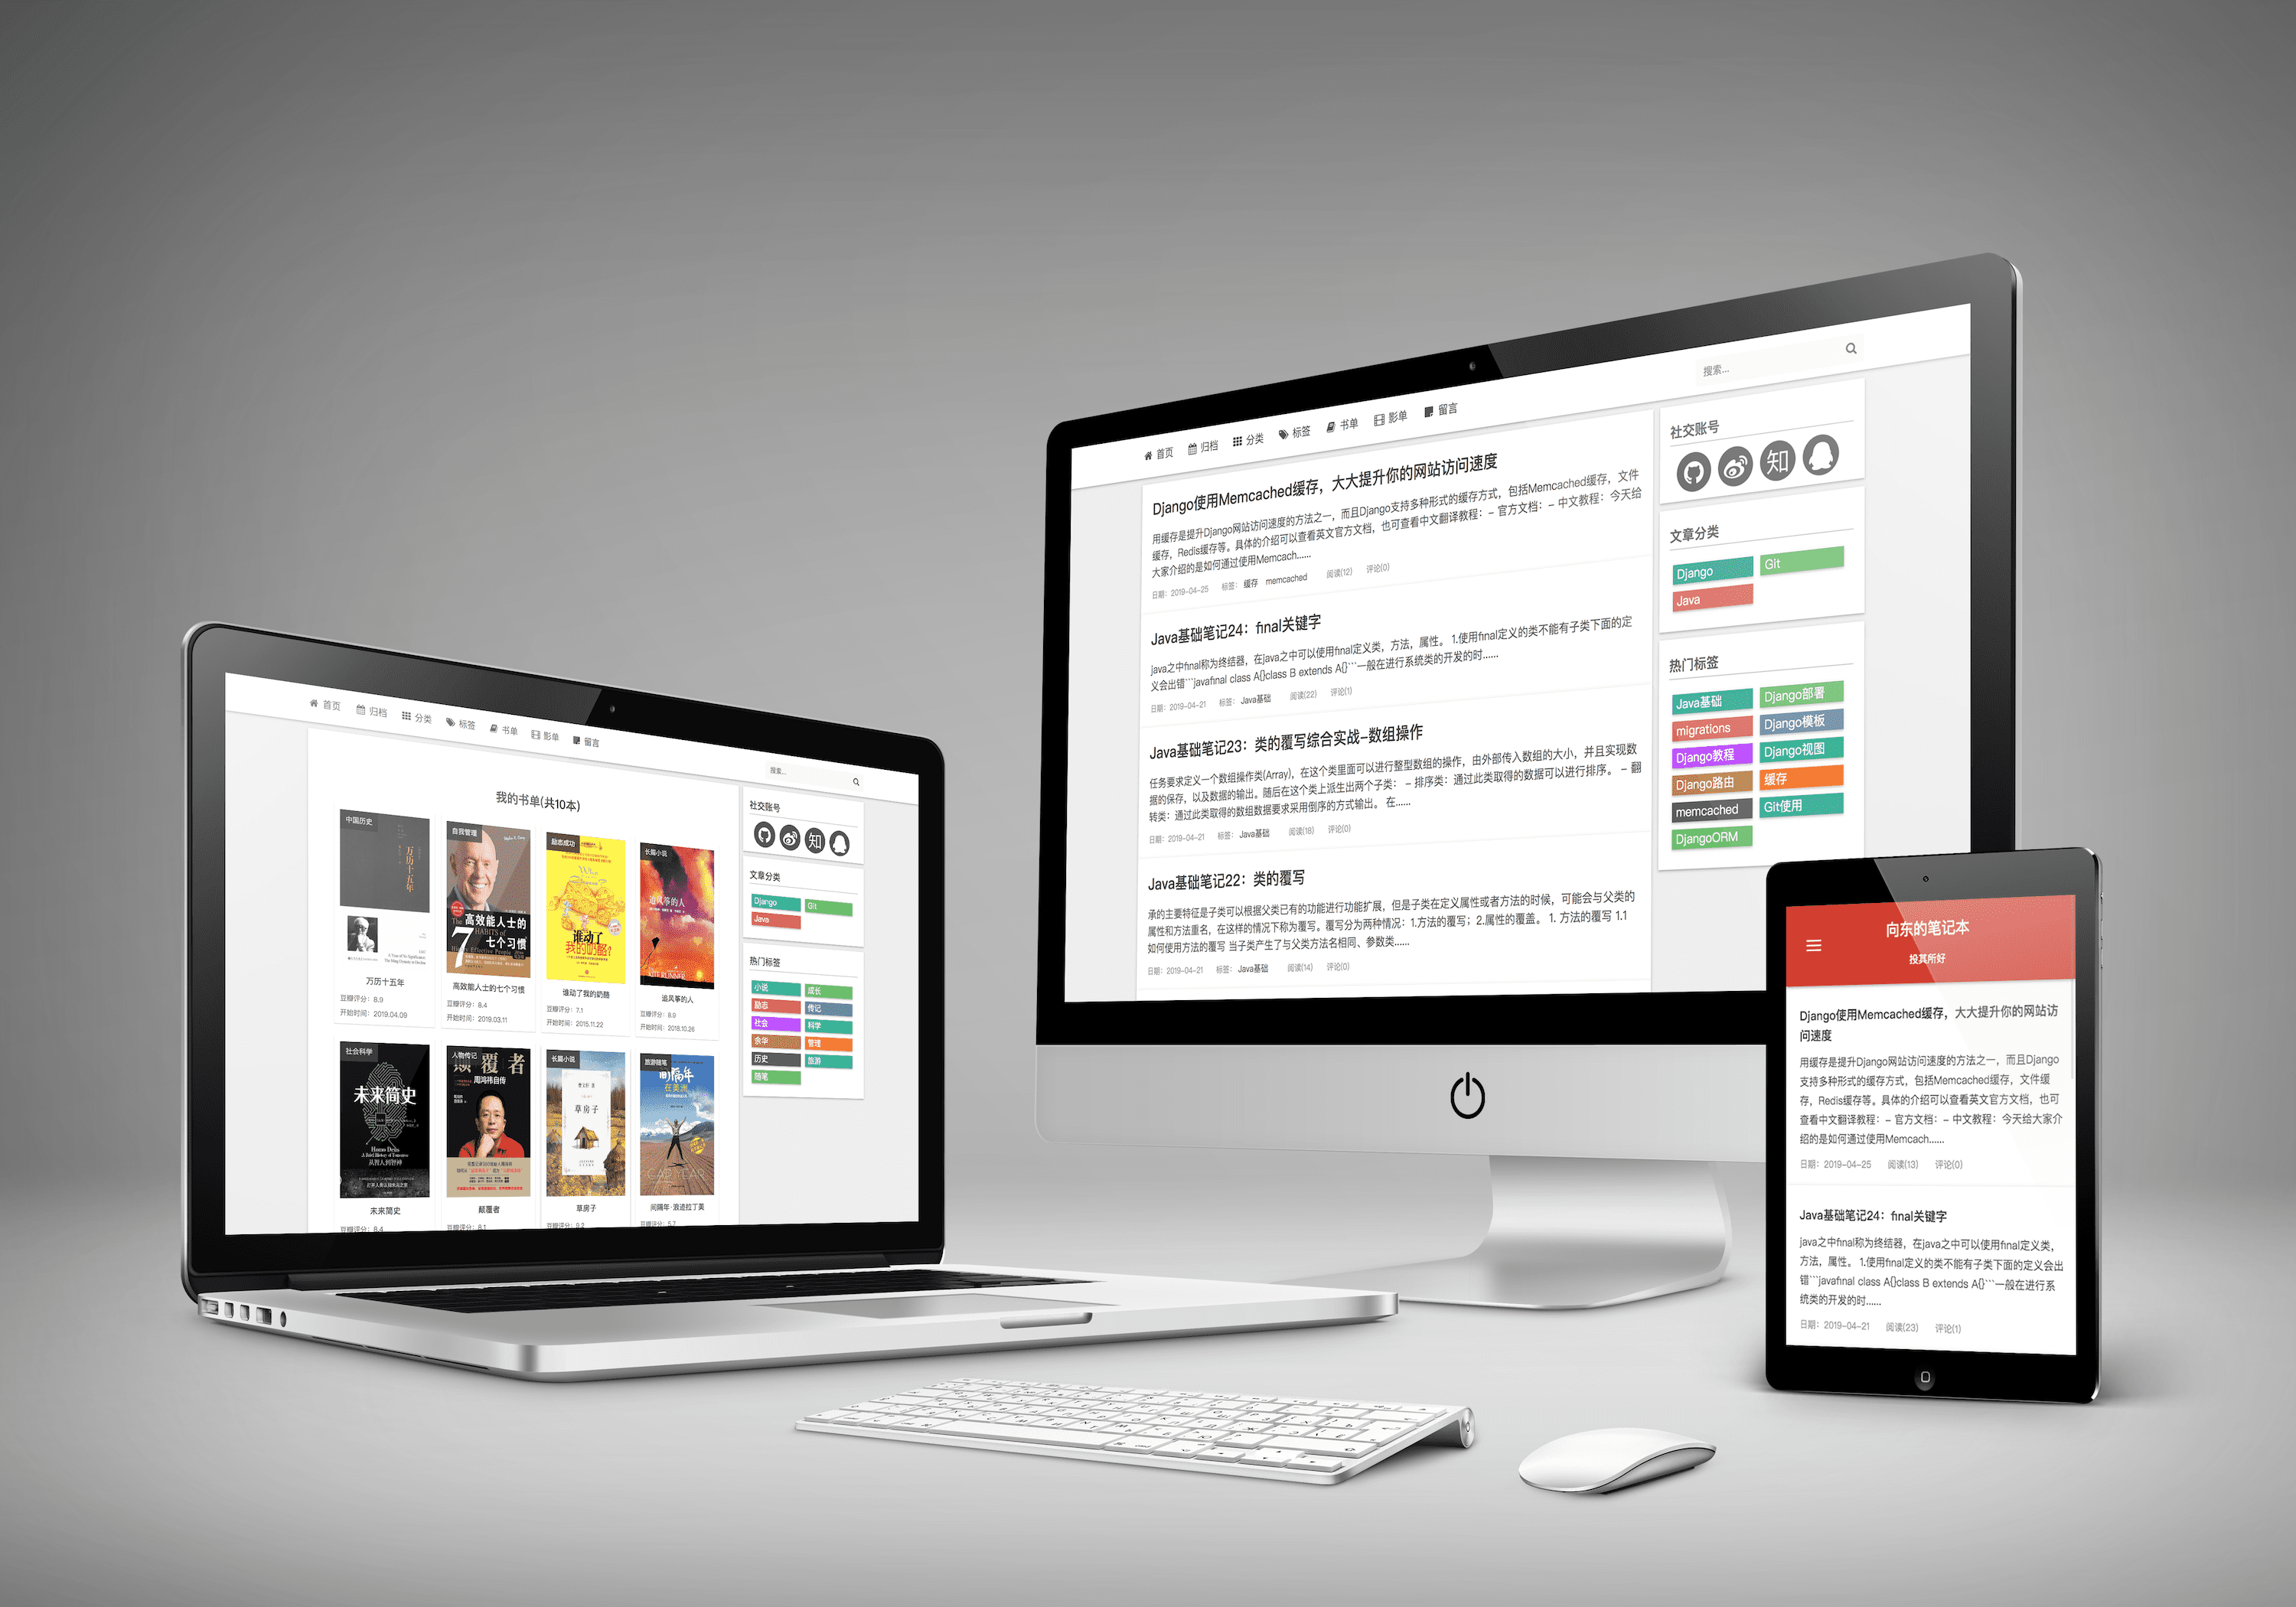 首页 归档 分类 标签 书单 影单 留言
搜索...
我的书单(共10本)
中国历史
万历十五年
万历十五年
豆瓣评分：8.9
开始时间：2019.04.09
自我管理
高效能人士的
The 7 HABITS of
七个习惯
高效能人士的七个习惯
豆瓣评分：8.4
开始时间：2019.03.11
励志成功
谁动了
我的奶酪?
谁动了我的奶酪
豆瓣评分：7.1
开始时间：2015.11.22
长篇小说
追风筝的人
追风筝的人
豆瓣评分：8.9
开始时间：2018.10.26
社会科学
未来简史
Homo Deus
A Brief History of Tomorrow
从智人到智神
未来简史
豆瓣评分：8.4
人物传记
颠覆者
周鸿祎自传
颠覆者
豆瓣评分：8.1
长篇小说
草房子
草房子
豆瓣评分：9.2
旅游随笔
间隔年
在美洲
GAP YEAR
间隔年·浪迹拉丁美
豆瓣评分：5.7
社交账号
知
文章分类
Django Git
Java
热门标签
小说 成长
励志 传记
社会 科学
余华 管理
历史 旅游
随笔
首页 归档 分类 标签 书单 影单 留言
搜索...
Django使用Memcached缓存，大大提升你的网站访问速度
用缓存是提升Django网站访问速度的方法之一，而且Django支持多种形式的缓存方式，包括Memcached缓存，文件
缓存，Redis缓存等。具体的介绍可以查看英文官方文档，也可查看中文翻译教程：- 官方文档：- 中文教程：今天给
大家介绍的是如何通过使用Memcach......
日期：2019-04-25 标签：缓存 memcached 阅读(12) 评论(0)
Java基础笔记24：final关键字
java之中final称为终结器，在java之中可以使用final定义类，方法，属性。 1.使用final定义的类不能有子类下面的定
义会出错```javafinal class A{}class B extends A{}```一般在进行系统类的开发的时......
日期：2019-04-21 标签：Java基础 阅读(22) 评论(1)
Java基础笔记23：类的覆写综合实战-数组操作
任务要求定义一个数组操作类(Array)，在这个类里面可以进行整型数组的操作，由外部传入数组的大小，并且实现数
据的保存，以及数据的输出。随后在这个类上派生出两个子类： - 排序类：通过此类取得的数据可以进行排序。 - 翻
转类：通过此类取得的数组数据要求采用倒序的方式输出。 在......
日期：2019-04-21 标签：Java基础 阅读(18) 评论(0)
Java基础笔记22：类的覆写
承的主要特征是子类可以根据父类已有的功能进行功能扩展，但是子类在定义属性或者方法的时候，可能会与父类的
属性和方法重名，在这样的情况下称为覆写。覆写分为两种情况：1.方法的覆写；2.属性的覆盖。 1. 方法的覆写 1.1
如何使用方法的覆写 当子类产生了与父类方法名相同、参数类......
日期：2019-04-21 标签：Java基础 阅读(14) 评论(0)
社交账号
知
文章分类
Django Git
Java
热门标签
Java基础 Django部署
migrations Django模板
Django教程 Django视图
Django路由 缓存
memcached Git使用
DjangoORM
向东的笔记本
投其所好
Django使用Memcached缓存，大大提升你的网站访
问速度
用缓存是提升Django网站访问速度的方法之一，而且Django
支持多种形式的缓存方式，包括Memcached缓存，文件缓
存，Redis缓存等。具体的介绍可以查看英文官方文档，也可
查看中文翻译教程：- 官方文档：- 中文教程：今天给大家介
绍的是如何通过使用Memcach......
日期：2019-04-25 阅读(13) 评论(0)
Java基础笔记24：final关键字
java之中final称为终结器，在java之中可以使用final定义类，
方法，属性。 1.使用final定义的类不能有子类下面的定义会出
错```javafinal class A{}class B extends A{}```一般在进行系
统类的开发的时......
日期：2019-04-21 阅读(23) 评论(1)